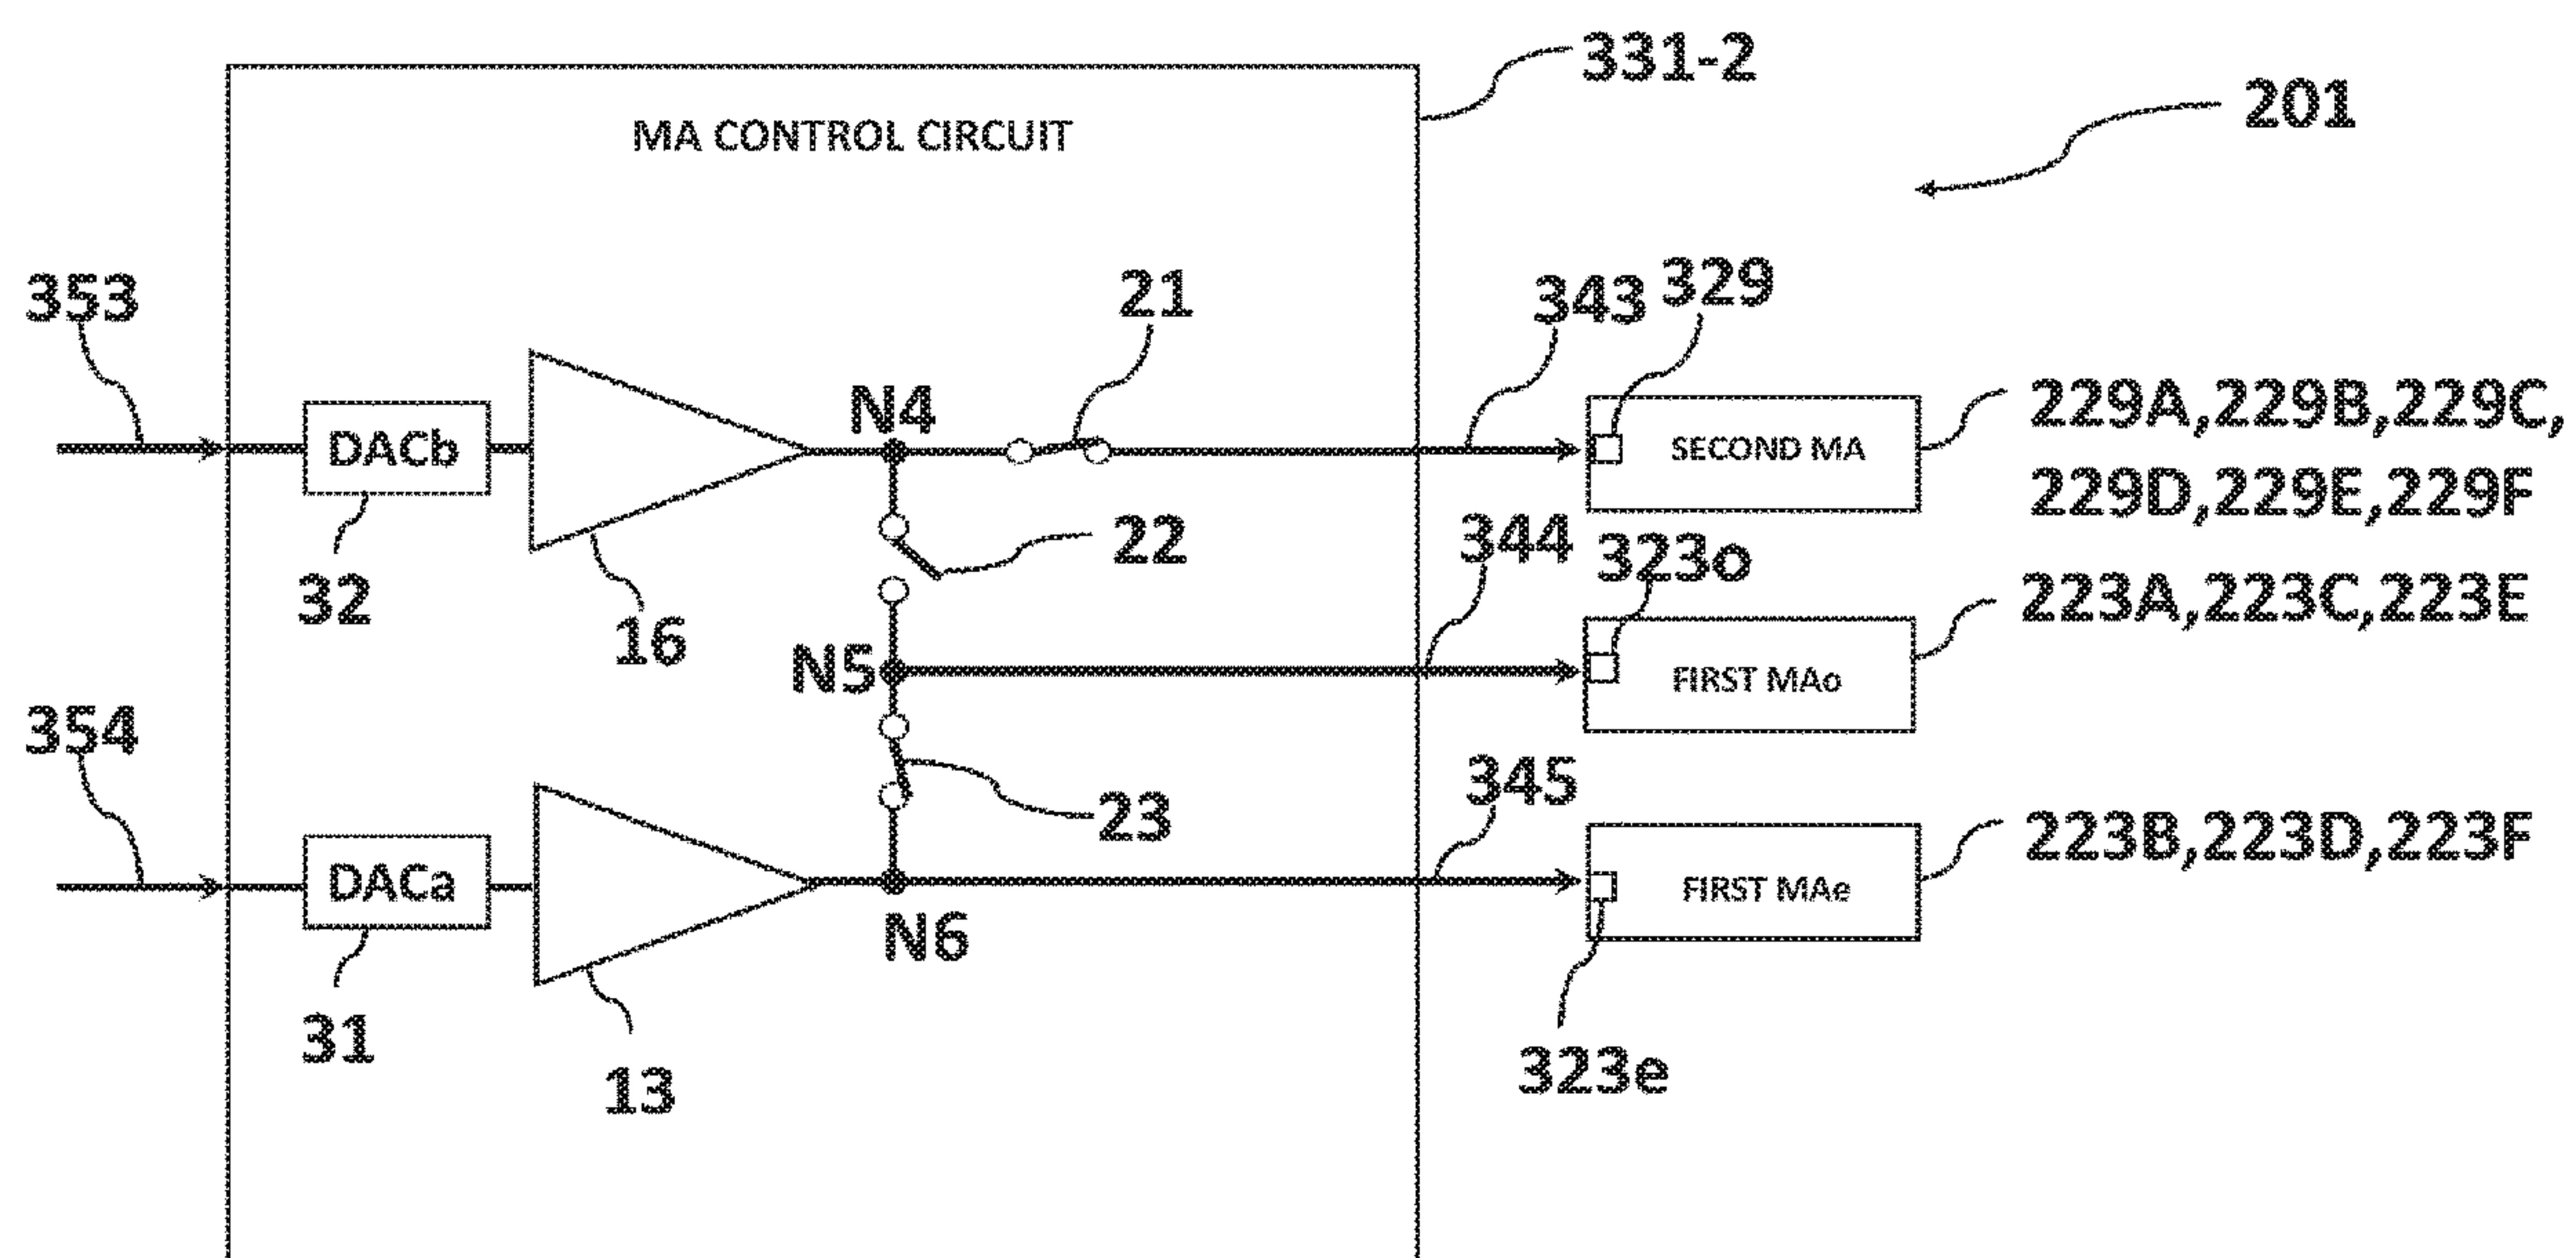 331-2
201
MA CONTROL CIRCUIT
353
21
343 329
N4
DACb
SECOND MA
229A,229B,229C,
229D,229E,229F
32
16
22
344
323o
223A,223C,223E
N5
FIRST MAo
354
23
345
223B,223D,223F
DACa
FIRST MAe
N6
31
13
323e